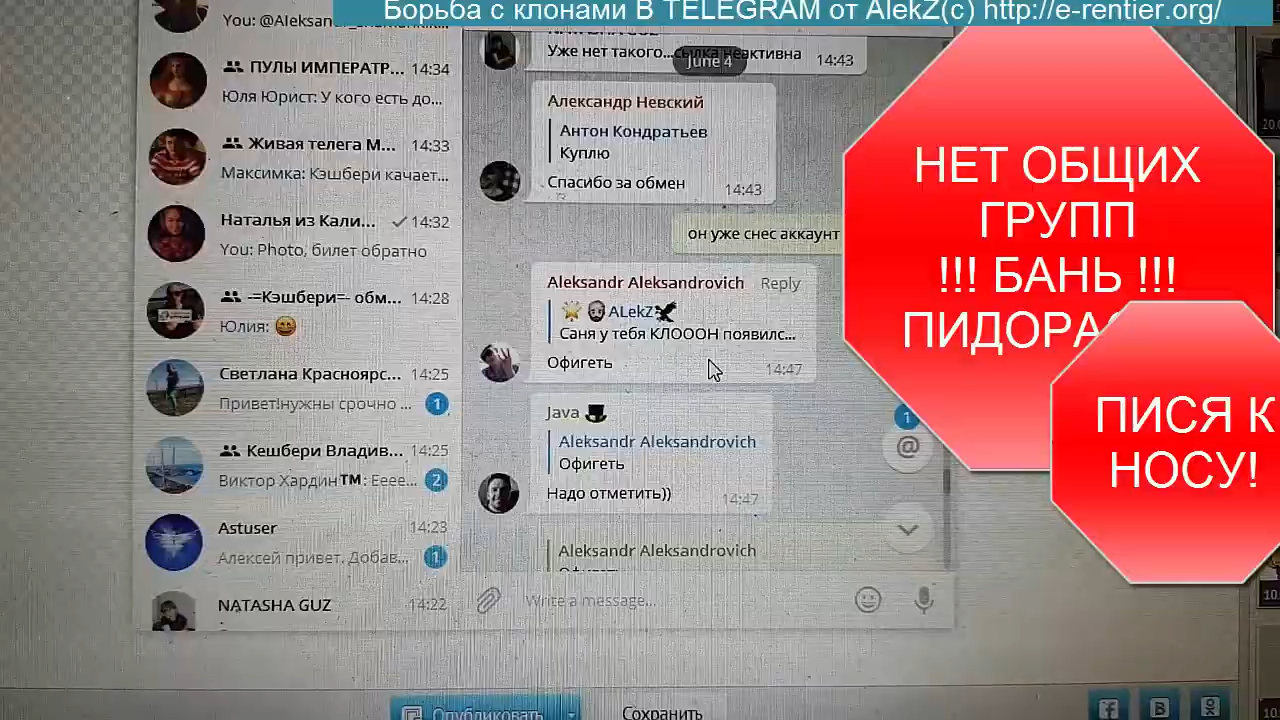 Борьба с клонами В TELEGRAM от AlekZ(c) http://e-rentier.org/
ПУЛЫ ИМПЕРАТР... 14:34
Юля Юрист: У кого есть до...
Живая телега М... 14:33
Максимка: Кэшбери качает...
Наталья из Кали... 14:32
You: Photo, билет обратно
-=Кэшбери=- обм... 14:28
Юлия: 😄
Светлана Красноярс... 14:25
Привет!нужны срочно ... 1
Кешбери Владив... 14:25
Виктор Хардин™: Ееее... 2
Astuser 14:23
Алексей привет, Добав... 1
NATASHA GUZ 14:22
Уже нет такого...сылка неактивна 14:43
June 4
Александр Невский
Антон Кондратьев
Куплю
Спасибо за обмен 14:43
он уже снес аккаунт
Aleksandr Aleksandrovich Reply
ALekZ
Саня у тебя КЛОООН появилс...
Офигеть 14:47
Java
Aleksandr Aleksandrovich
Офигеть
Надо отметить)) 14:47
Aleksandr Aleksandrovich
1
@
Write a message...
НЕТ ОБЩИХ
ГРУПП
!!! БАНЬ !!!
ПИСЯ К
НОСУ!
Опубликовать
Сохранить